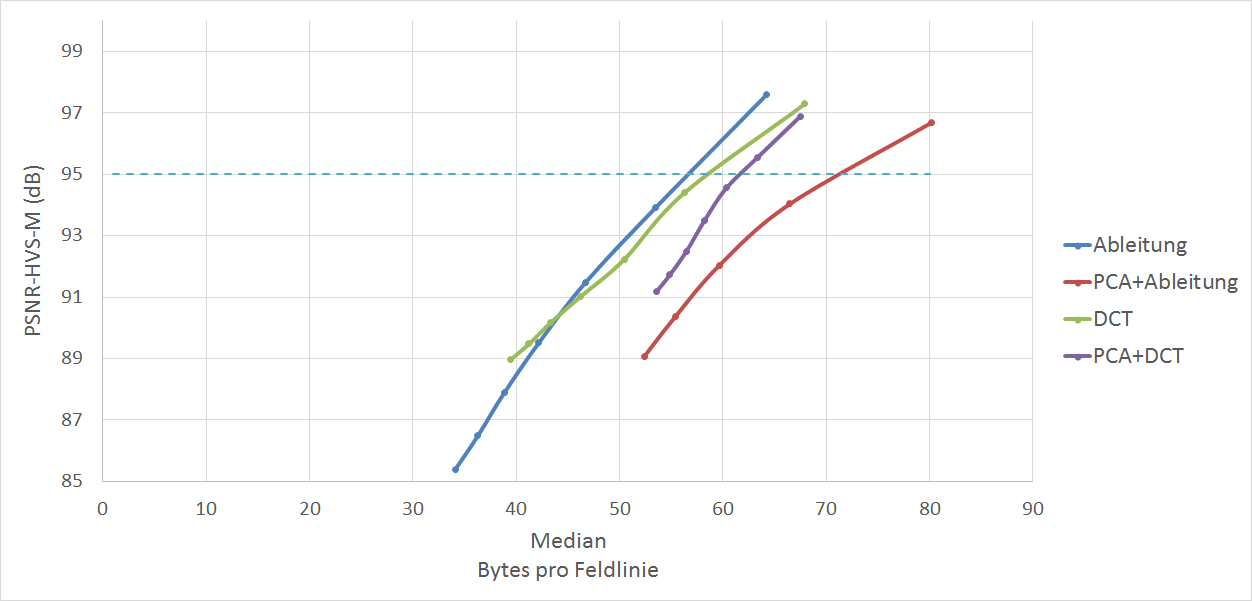 99
97
95
93
91
89
87
85
PSNR-HVS-M (dB)
0 10 20 30 40 50 60 70 80 90
Median
Bytes pro Feldlinie
Ableitung
PCA+Ableitung
DCT
PCA+DCT